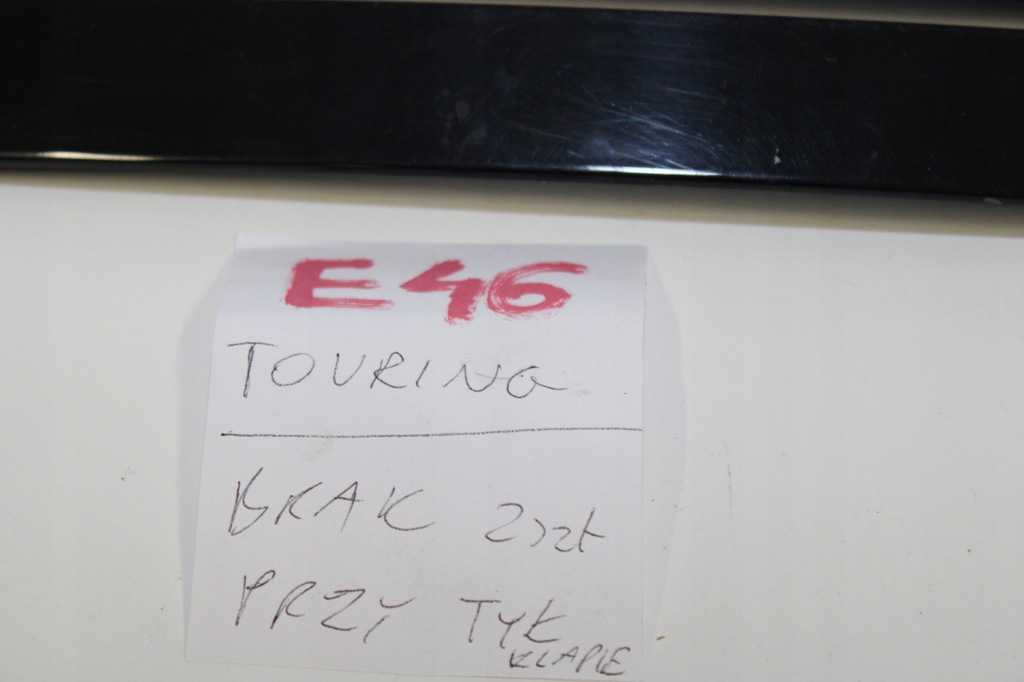 E46
TOURING
BRAK 2szt
PRZY TYŁ
KLAPIE